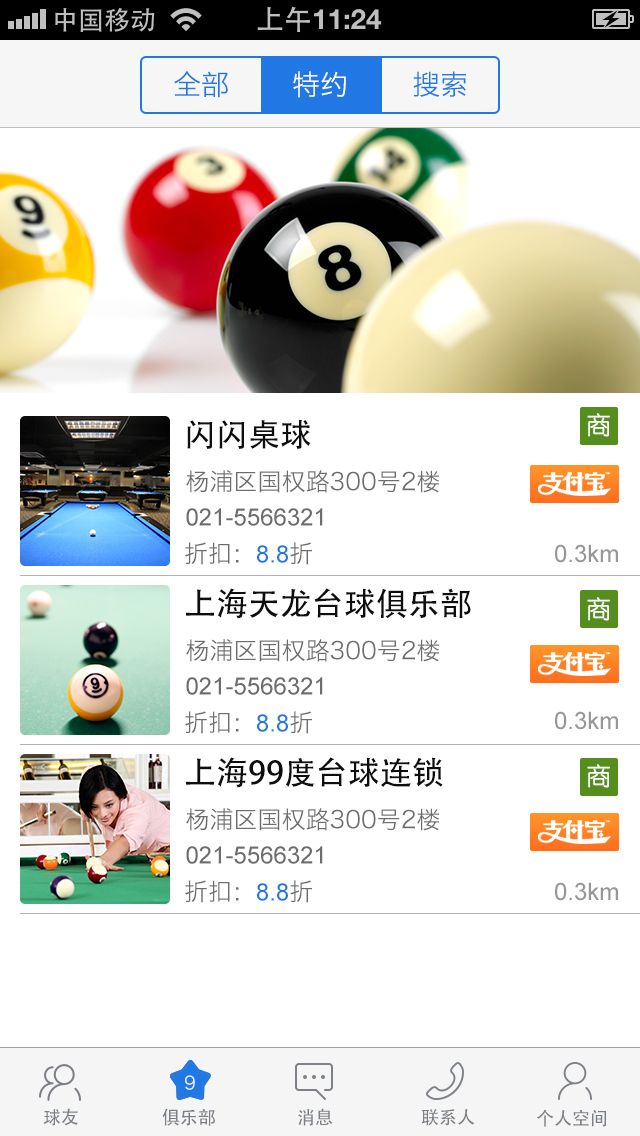 中国移动 上午11:24
全部 特约 搜索
9 3 8 14
闪闪桌球 商
杨浦区国权路300号2楼 支付宝
021-5566321
折扣：8.8折 0.3km
上海天龙台球俱乐部 商
杨浦区国权路300号2楼 支付宝
021-5566321
折扣：8.8折 0.3km
9
上海99度台球连锁 商
杨浦区国权路300号2楼 支付宝
021-5566321
折扣：8.8折 0.3km
9
球友 俱乐部 消息 联系人 个人空间